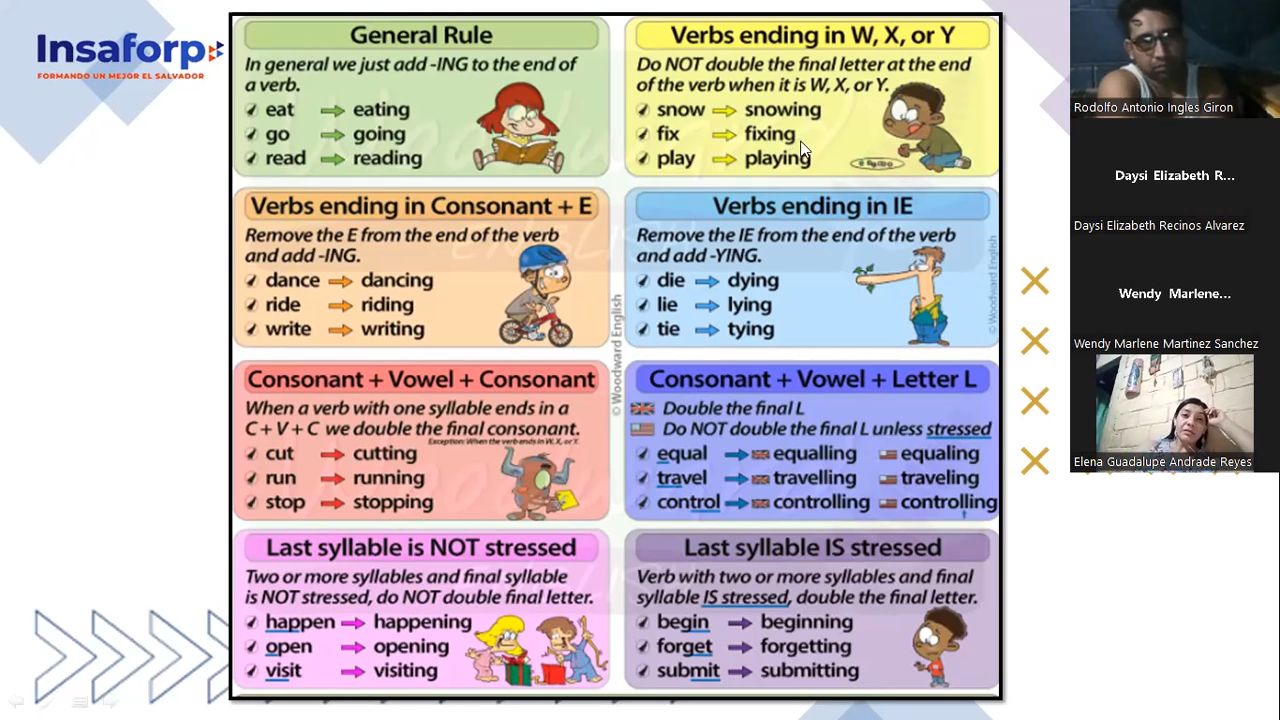 Insaforp
FORMANDO UN MEJOR EL SALVADOR
General Rule
In general we just add -ING to the end of
a verb.
eat eating
go going
read reading
Verbs ending in W, X, or Y
Do NOT double the final letter at the end
of the verb when it is W, X, or Y.
snow snowing
fix fixing
play playing
Verbs ending in Consonant + E
Remove the E from the end of the verb
and add -ING.
dance dancing
ride riding
write writing
Verbs ending in IE
Remove the IE from the end of the verb
and add -YING.
die dying
lie lying
tie tying
© Woodward English
© Woodward English
Consonant + Vowel + Consonant
When a verb with one syllable ends in a
C + V + C we double the final consonant.
Exception: When the verb ends in W, X, or Y.
cut cutting
run running
stop stopping
Consonant + Vowel + Letter L
Double the final L
Do NOT double the final L unless stressed
equal equalling equaling
travel travelling traveling
control controlling controlling
Last syllable is NOT stressed
Two or more syllables and final syllable
is NOT stressed, do NOT double final letter.
happen happening
open opening
visit visiting
Last syllable IS stressed
Verb with two or more syllables and final
syllable IS stressed, double the final letter.
begin beginning
forget forgetting
submit submitting
Rodolfo Antonio Ingles Giron
Daysi Elizabeth R...
Daysi Elizabeth Recinos Alvarez
Wendy Marlene...
Wendy Marlene Martinez Sanchez
Elena Guadalupe Andrade Reyes